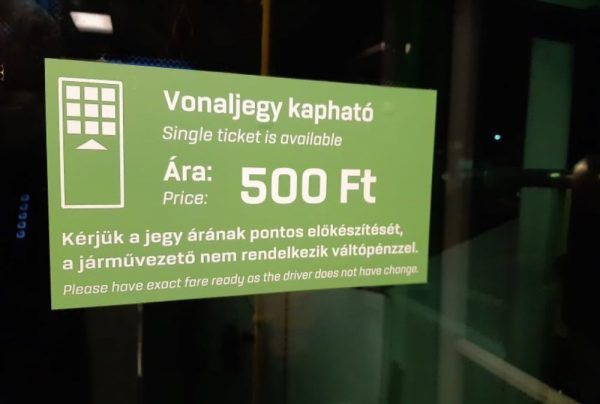 Vonaljegy kapható
Single ticket is available
Ára:
Price:
500 Ft
Kérjük a jegy árának pontos előkészítését,
a járművezető nem rendelkezik váltópénzzel.
Please have exact fare ready as the driver does not have change.